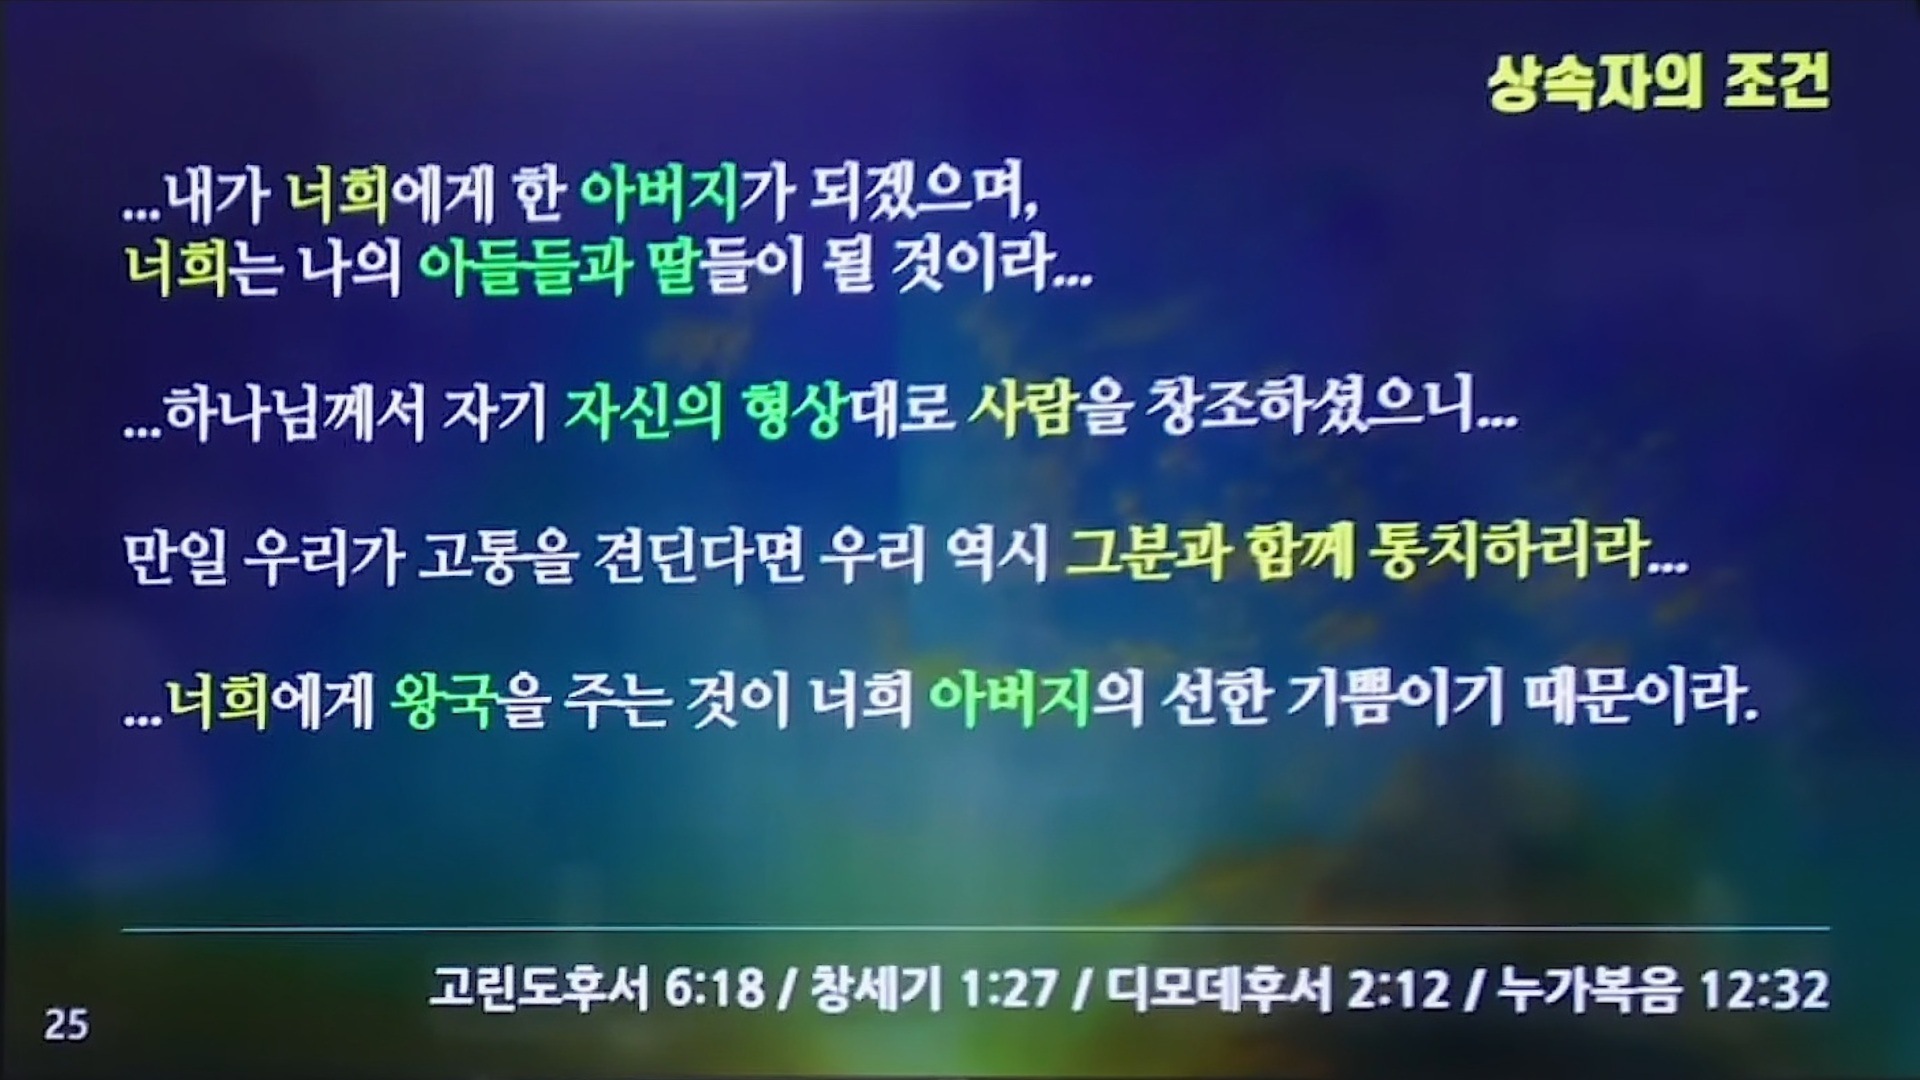 상속자의 조건
...내가 너희에게 한 아버지가 되겠으며,
너희는 나의 아들들과 딸들이 될 것이라...
...하나님께서 자기 자신의 형상대로 사람을 창조하셨으니...
만일 우리가 고통을 견딘다면 우리 역시 그분과 함께 통치하리라...
...너희에게 왕국을 주는 것이 너희 아버지의 선한 기쁨이기 때문이라.
고린도후서 6:18 / 창세기 1:27 / 디모데후서 2:12 / 누가복음 12:32
25